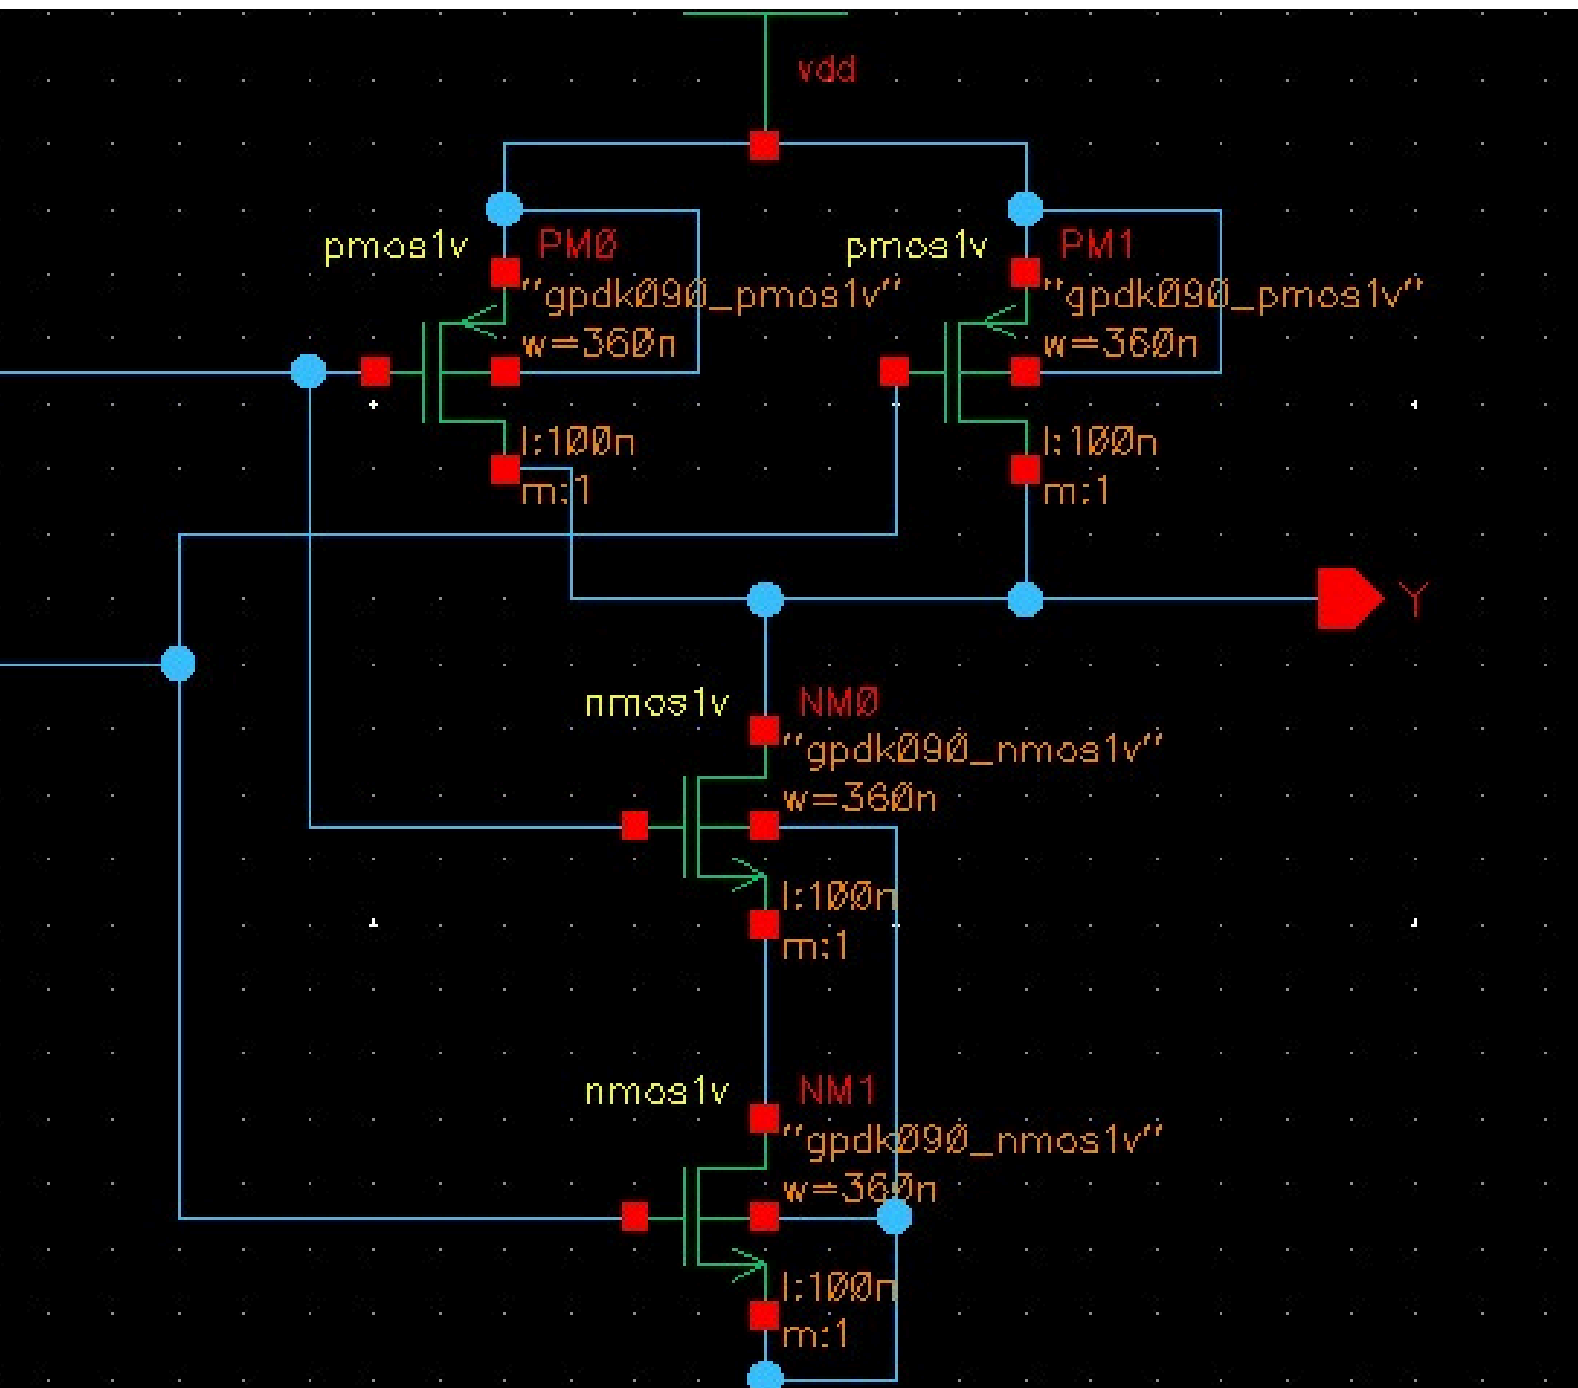 vdd
pmos1v PM0
"gpdk090_pmos1v"
w=360n
l:100n
m:1
pmos1v PM1
"gpdk090_pmos1v"
w=360n
l:100n
m:1
Y
nmos1v NM0
"gpdk090_nmos1v"
w=360n
l:100n
m:1
nmos1v NM1
"gpdk090_nmos1v"
w=360n
l:100n
m:1